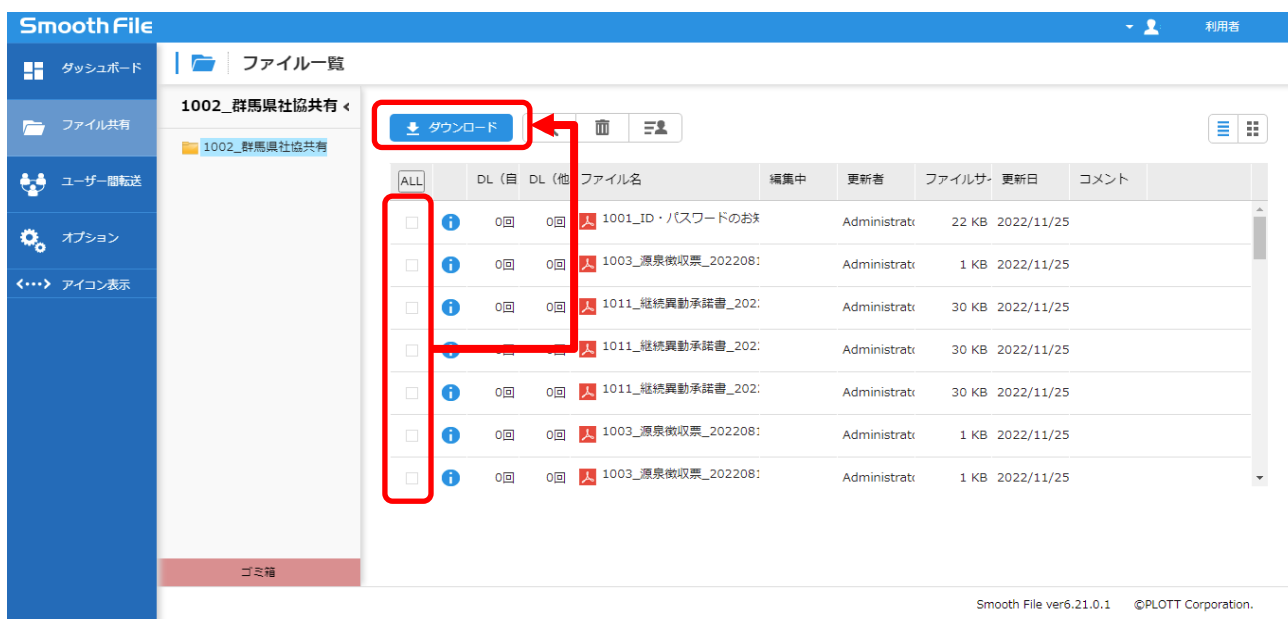 Smooth File
利用者
ダッシュボード
ファイル一覧
ファイル共有
ユーザー間転送
オプション
アイコン表示
1002_群馬県社協共有
1002_群馬県社協共有
ゴミ箱
ダウンロード
ALL DL（自 DL（他 ファイル名 編集中 更新者 ファイルサ 更新日 コメント
0回 0回 1001_ID・パスワードのお知 Administrato 22 KB 2022/11/25
0回 0回 1003_源泉徴収票_202208 Administrato 1 KB 2022/11/25
0回 0回 1011_継続異動承諾書_202 Administrato 30 KB 2022/11/25
1011_継続異動承諾書_202 Administrato 30 KB 2022/11/25
0回 0回 1011_継続異動承諾書_202 Administrato 30 KB 2022/11/25
0回 0回 1003_源泉徴収票_202208 Administrato 1 KB 2022/11/25
0回 0回 1003_源泉徴収票_202208 Administrato 1 KB 2022/11/25
Smooth File ver6.21.0.1 ©PLOTT Corporation.